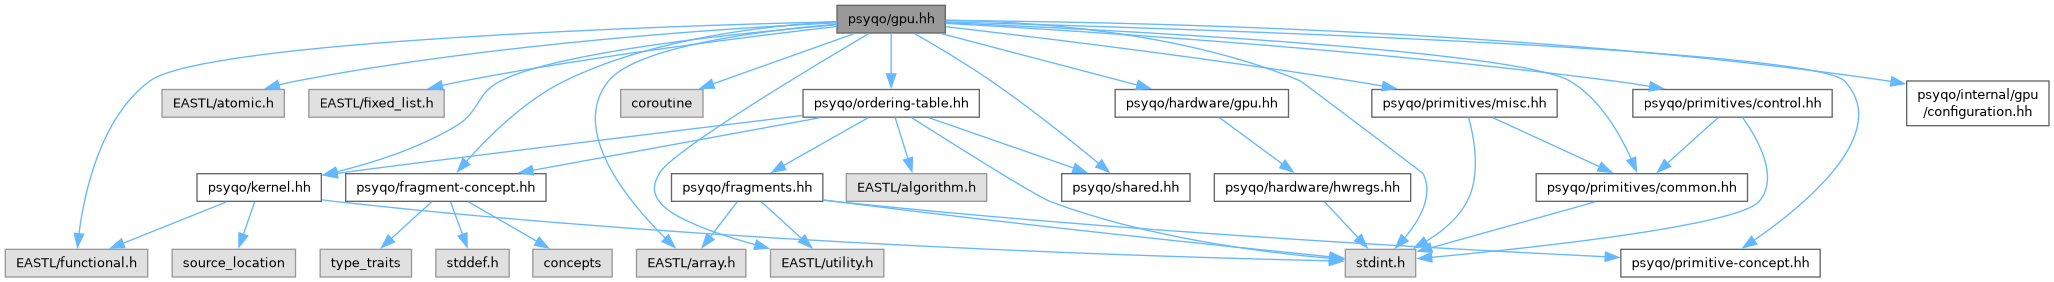 psyqo/gpu.hh
EASTL/atomic.h
EASTL/fixed_list.h
coroutine
psyqo/ordering-table.hh
psyqo/hardware/gpu.hh
psyqo/primitives/misc.hh
psyqo/primitives/control.hh
psyqo/internal/gpu
/configuration.hh
psyqo/kernel.hh
psyqo/fragment-concept.hh
psyqo/fragments.hh
EASTL/algorithm.h
psyqo/shared.hh
psyqo/hardware/hwregs.hh
psyqo/primitives/common.hh
EASTL/functional.h
source_location
type_traits
stddef.h
concepts
EASTL/array.h
EASTL/utility.h
stdint.h
psyqo/primitive-concept.hh